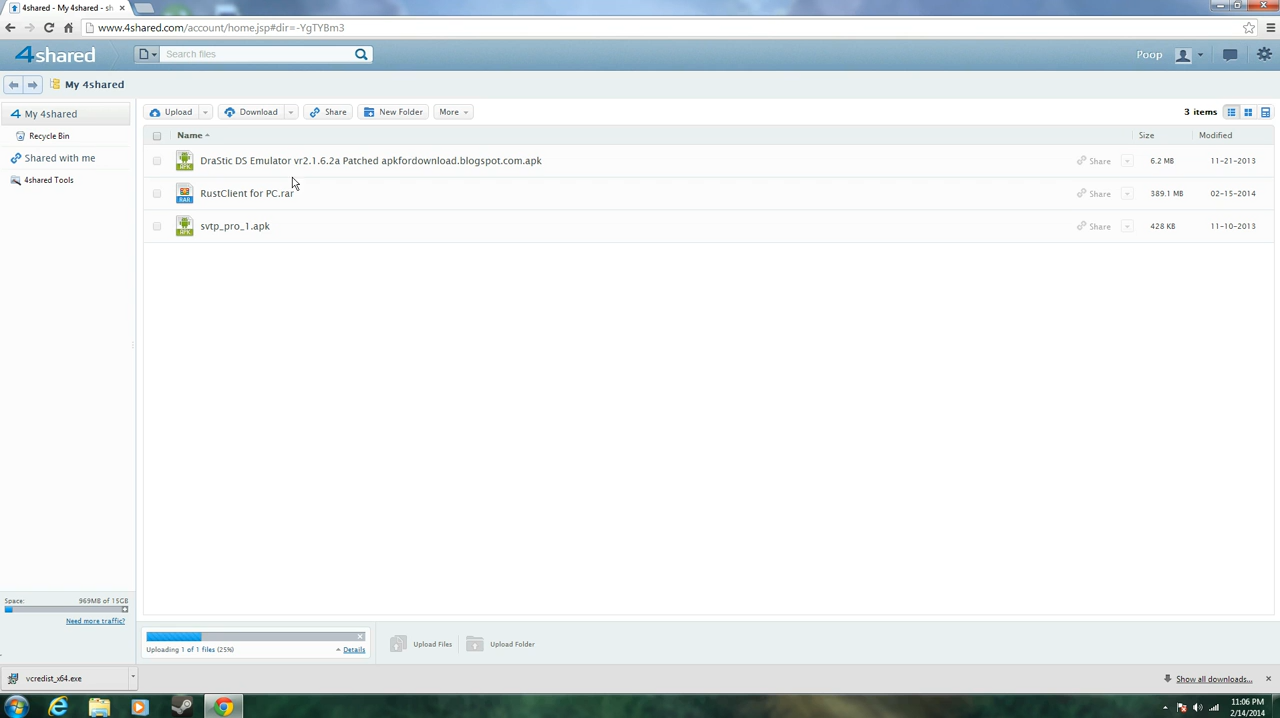 4shared - My 4shared - sh
www.4shared.com/account/home.jsp#dir=-YgTYBm3
4shared
Search files
Poop
My 4shared
My 4shared
Recycle Bin
Shared with me
4shared Tools
Upload
Download
Share
New Folder
More
3 items
Name
Size
Modified
DraStic DS Emulator vr2.1.6.2a Patched apkfordownload.blogspot.com.apk
Share
6.2 MB
11-21-2013
RustClient for PC.rar
Share
389.1 MB
02-15-2014
svtp_pro_1.apk
Share
428 KB
11-10-2013
Space:
969MB of 15GB
Need more traffic?
Uploading 1 of 1 files (25%)
Details
Upload Files
Upload Folder
vcredist_x64.exe
Show all downloads...
11:06 PM
2/14/2014